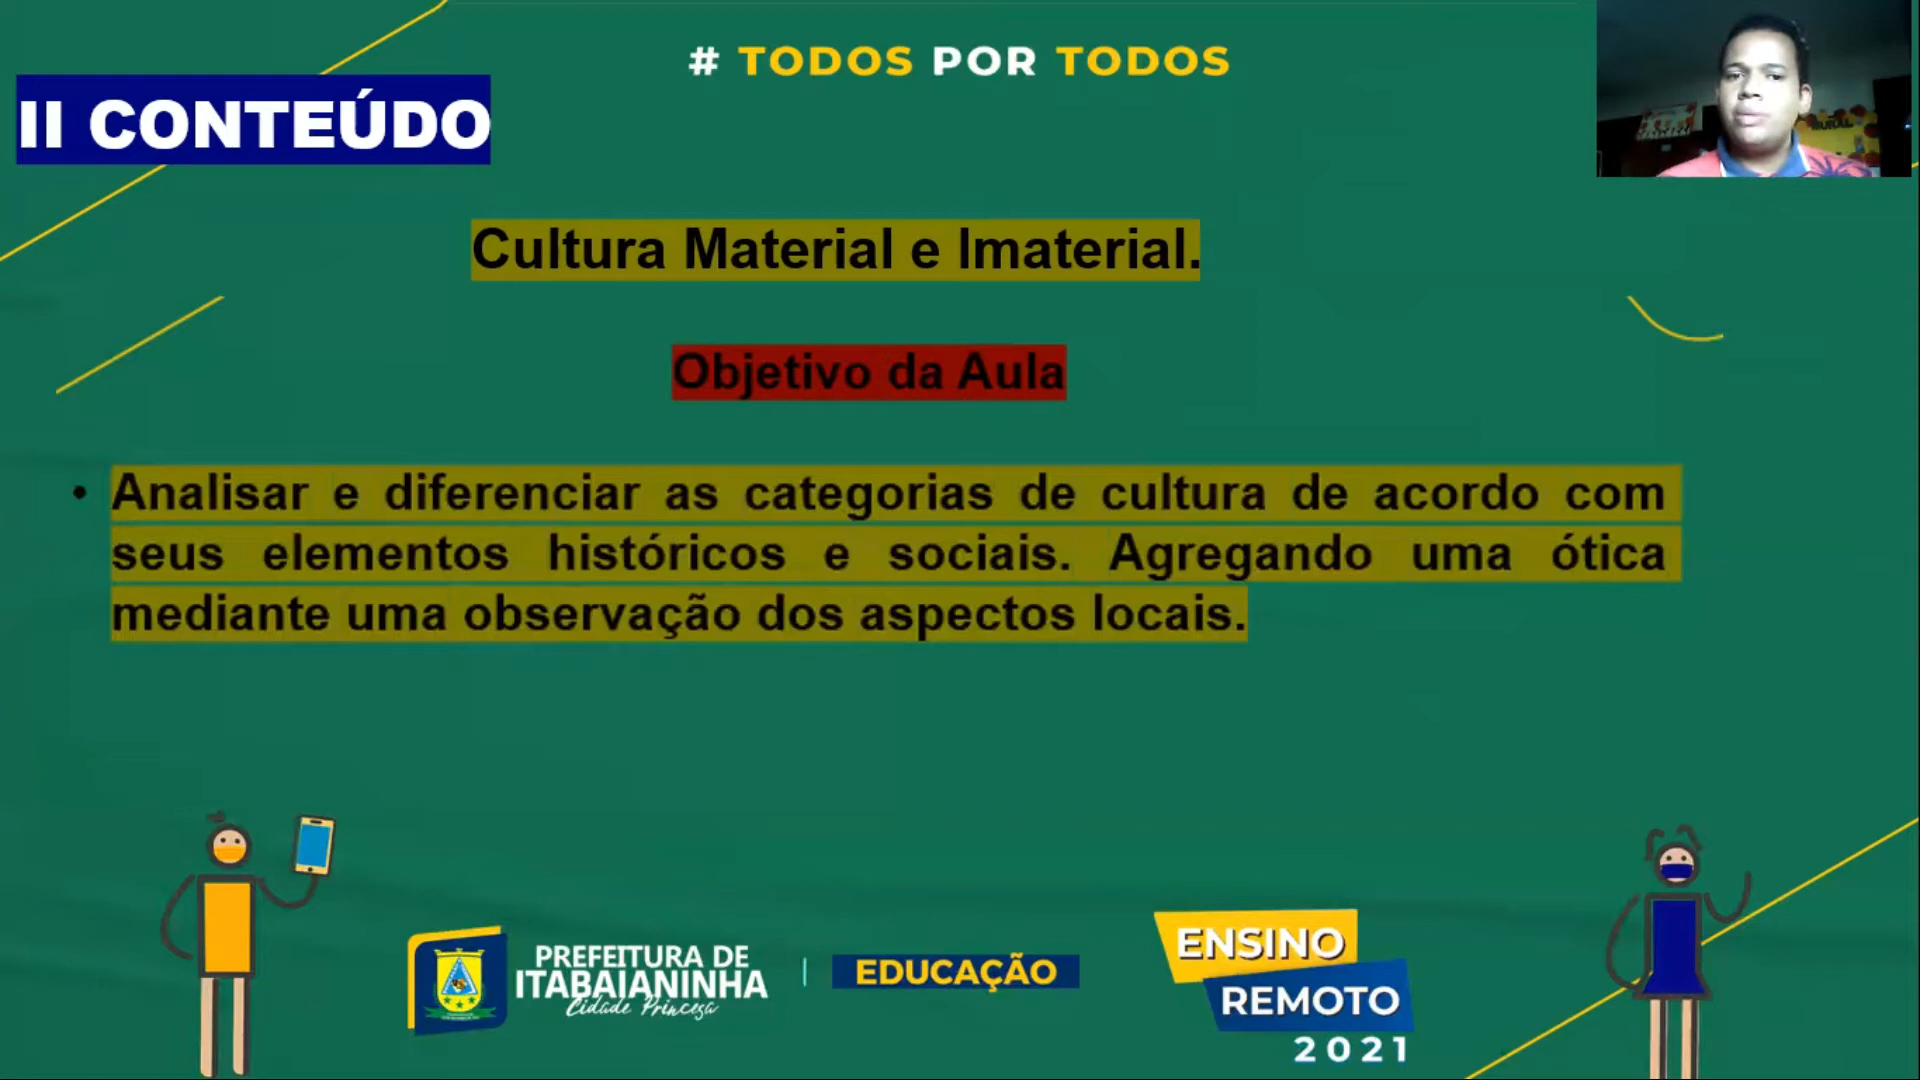 # TODOS POR TODOS
II CONTEÚDO
MURAL
Cultura Material e Imaterial.
Objetivo da Aula
• Analisar e diferenciar as categorias de cultura de acordo com
seus elementos históricos e sociais. Agregando uma ótica
mediante uma observação dos aspectos locais.
PREFEITURA DE
ITABAIANINHA
Cidade Princesa
EDUCAÇÃO
ENSINO
REMOTO
2021